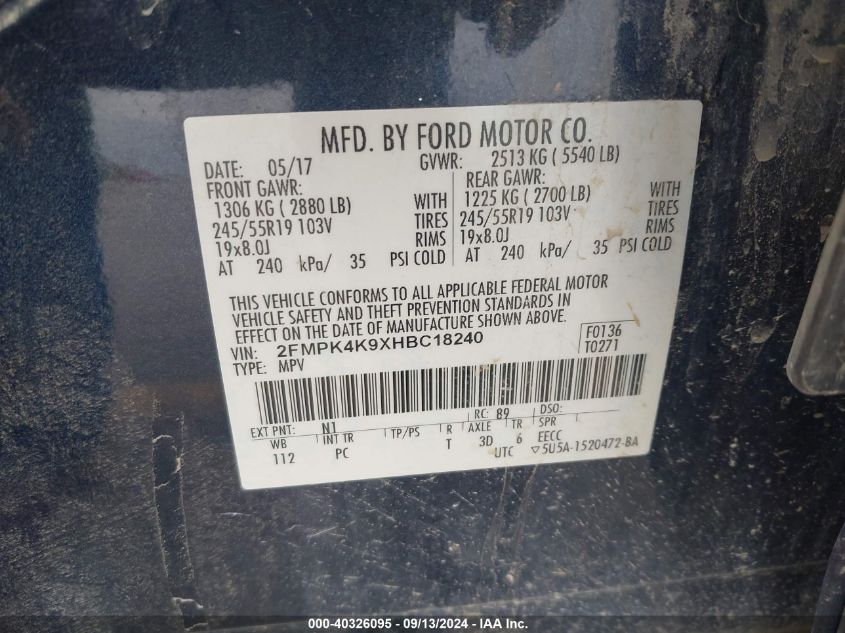 MFD. BY FORD MOTOR CO.
DATE: 05/17 GVWR: 2513 KG ( 5540 LB)
FRONT GAWR: REAR GAWR:
1306 KG ( 2880 LB) WITH 1225 KG ( 2700 LB) WITH
245/55R19 103V TIRES 245/55R19 103V TIRES
19x8.0J RIMS 19x8.0J RIMS
AT 240 kPa/ 35 PSI COLD AT 240 kPa/ 35 PSI COLD
THIS VEHICLE CONFORMS TO ALL APPLICABLE FEDERAL MOTOR
VEHICLE SAFETY AND THEFT PREVENTION STANDARDS IN
EFFECT ON THE DATE OF MANUFACTURE SHOWN ABOVE.
VIN: 2FMPK4K9XHBC18240 F0136
TYPE: MPV T0271
EXT PNT: N1 RC: 89 DSO:
WB INT TR TP/PS R AXLE TR SPR
112 PC T 3D 6 EECC
UTC ▽5U5A-1520472-BA
000-40326095 - 09/13/2024 - IAA Inc.